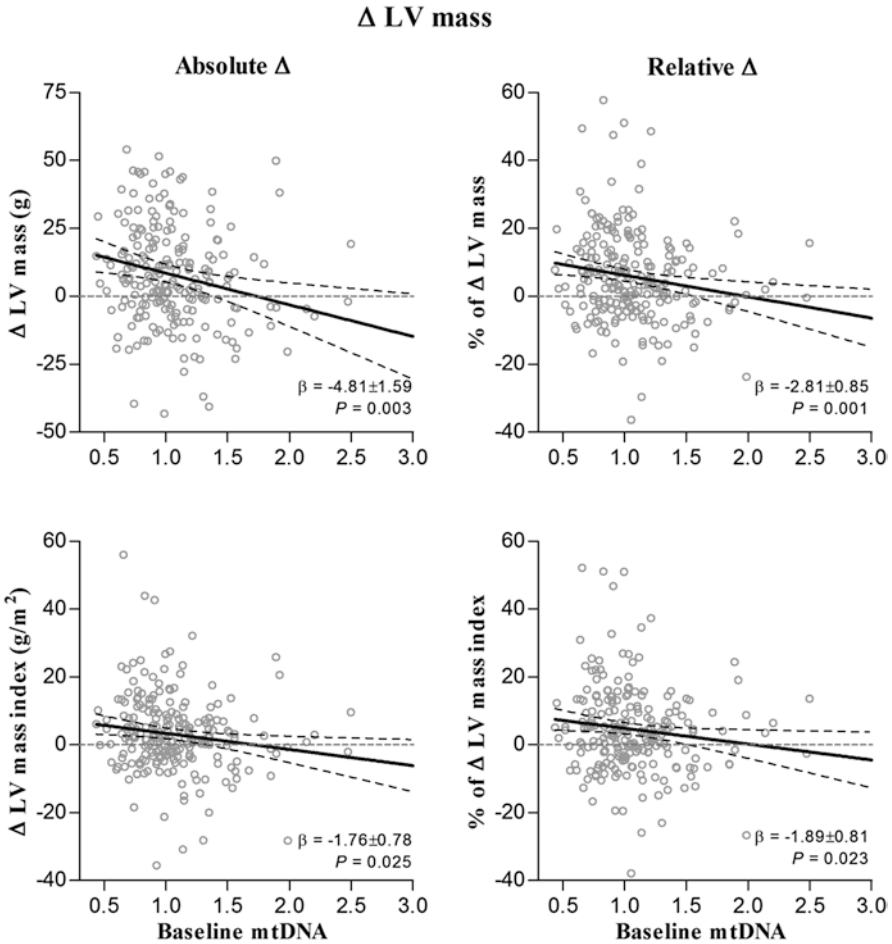 Δ LV mass
Absolute Δ
Relative Δ
Δ LV mass (g)
75
50
25
0
-25
-50
0.5 1.0 1.5 2.0 2.5 3.0
β = -4.81±1.59
P = 0.003
% of Δ LV mass
60
40
20
0
-20
-40
0.5 1.0 1.5 2.0 2.5 3.0
β = -2.81±0.85
P = 0.001
Δ LV mass index (g/m²)
60
40
20
0
-20
-40
0.5 1.0 1.5 2.0 2.5 3.0
β = -1.76±0.78
P = 0.025
Baseline mtDNA
% of Δ LV mass index
60
40
20
0
-20
-40
0.5 1.0 1.5 2.0 2.5 3.0
β = -1.89±0.81
P = 0.023
Baseline mtDNA